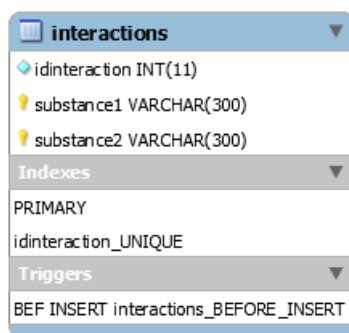 interactions
idinteraction INT(11)
substance1 VARCHAR(300)
substance2 VARCHAR(300)
Indexes
PRIMARY
idinteraction_UNIQUE
Triggers
BEF INSERT interactions_BEFORE_INSERT